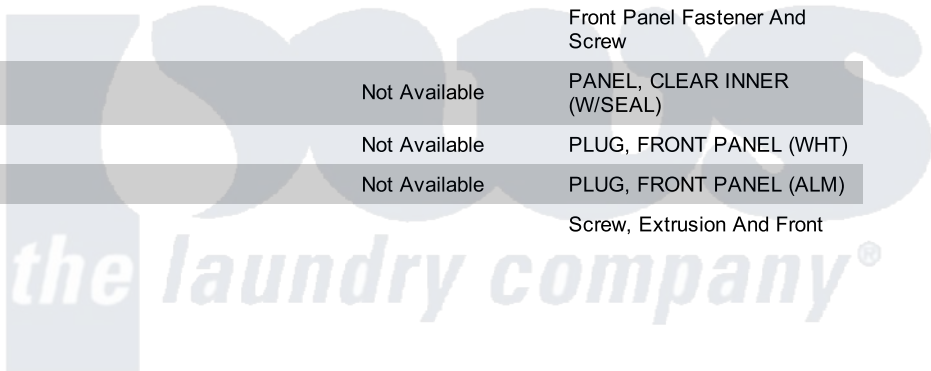 Front Panel Fastener And
Screw
Not Available PANEL, CLEAR INNER
(W/SEAL)
Not Available PLUG, FRONT PANEL (WHT)
Not Available PLUG, FRONT PANEL (ALM)
Screw, Extrusion And Front
the laundry company®